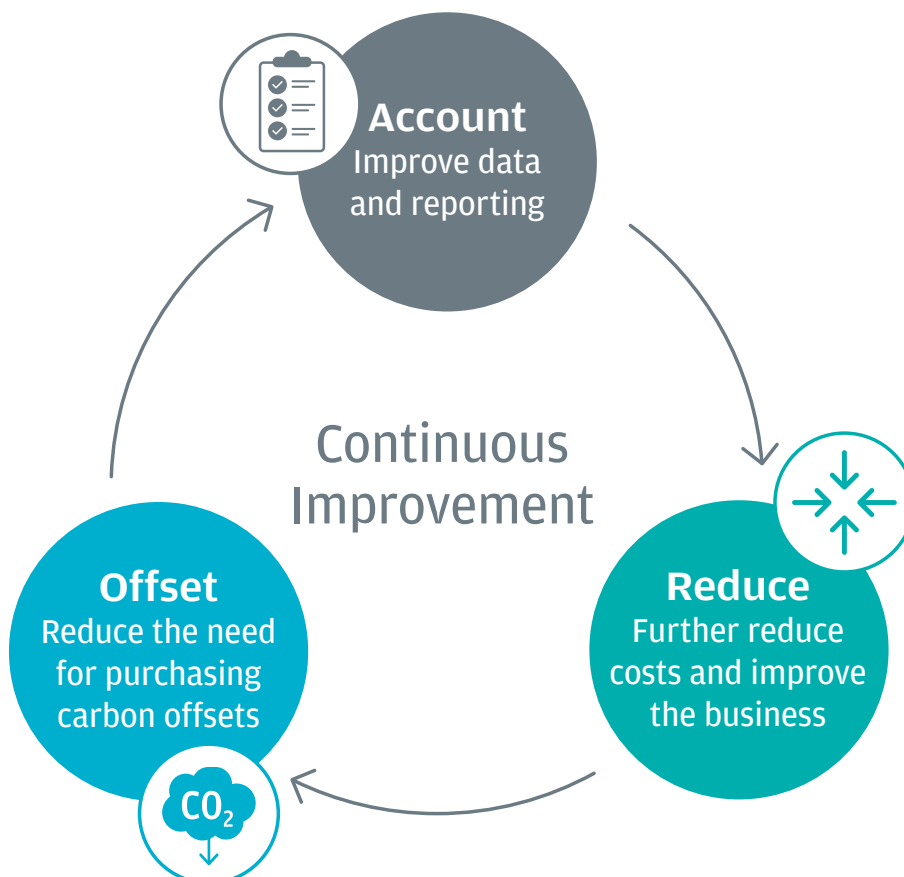 Account
Improve data
and reporting
Continuous
Improvement
Reduce
Further reduce
costs and improve
the business
Offset
Reduce the need
for purchasing
carbon offsets
CO₂